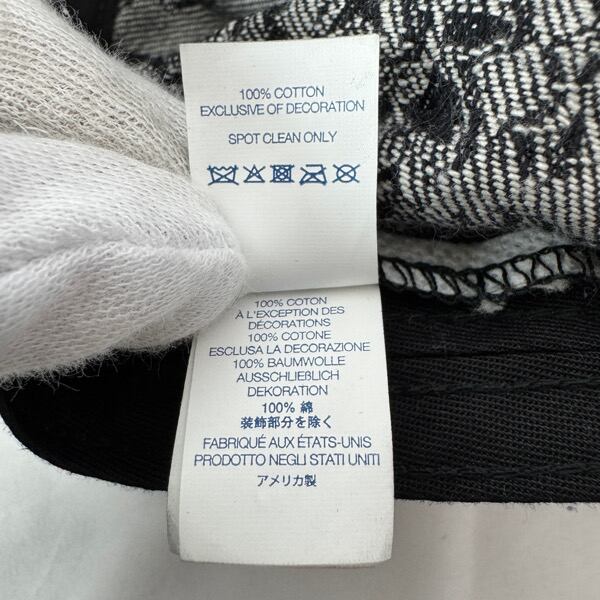 100% COTTON
EXCLUSIVE OF DECORATION
SPOT CLEAN ONLY
100% COTON
À L'EXCEPTION DES
DÉCORATIONS
100% COTONE
ESCLUSA LA DECORAZIONE
100% BAUMWOLLE
AUSSCHLIEẞLICH
DEKORATION
100% 綿
装飾部分を除く
FABRIQUÉ AUX ÉTATS-UNIS
PRODOTTO NEGLI STATI UNITI
アメリカ製